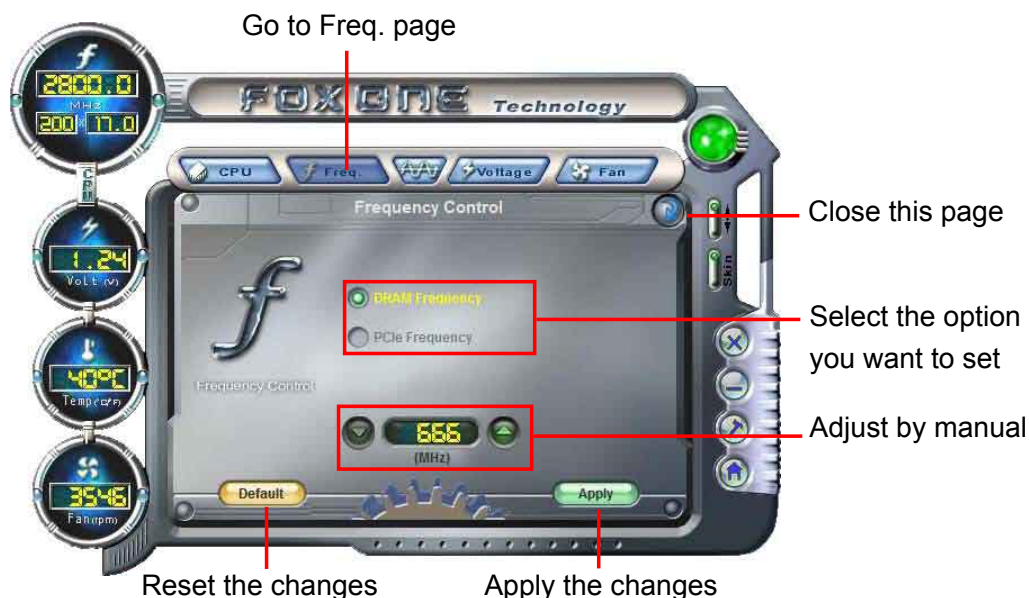 Go to Freq. page
f
2800.0
MHz
200 x 17.0
FOXONE Technology
CPU
CPU
Freq.
Voltage
Fan
Frequency Control
Close this page
Skin
1.24
Volt (V)
f
DRAM Frequency
PCIe Frequency
Select the option
you want to set
Frequency Control
40°C
Temp(C/F)
666
(MHz)
Adjust by manual
3546
Fan(rpm)
Default
Apply
Reset the changes
Apply the changes